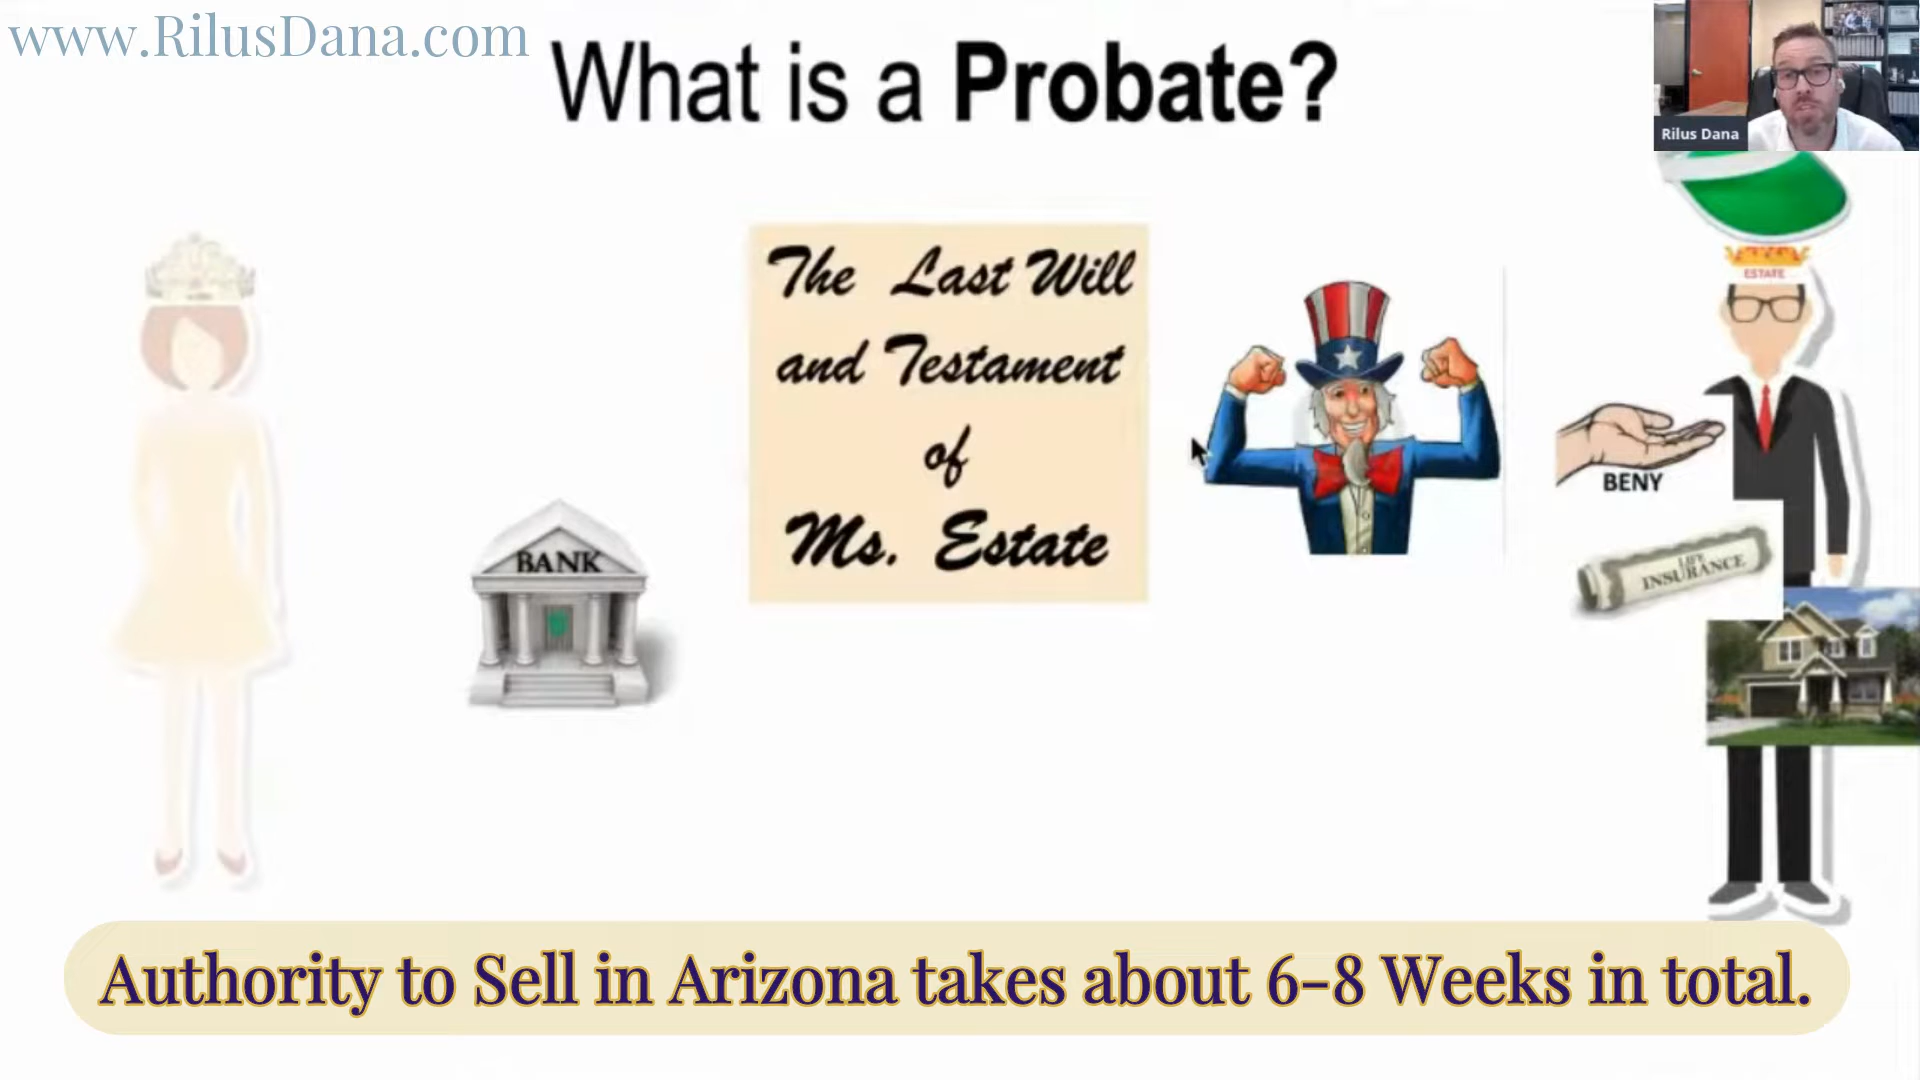 www.RilusDana.com
What is a Probate?
Rilus Dana
ESTATE
The Last Will
and Testament
of
Ms. Estate
BENY
BANK
LIFE
INSURANCE
Authority to Sell in Arizona takes about 6-8 Weeks in total.